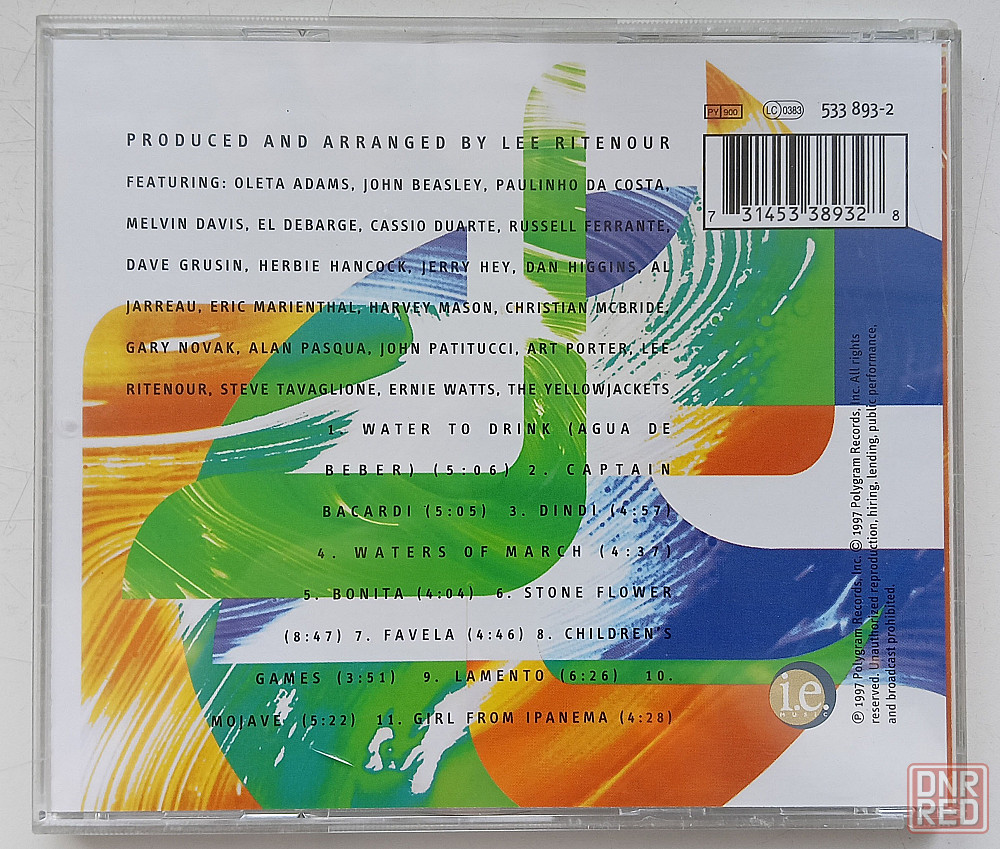 PRODUCED AND ARRANGED BY LEE RITENOUR
FEATURING: OLETA ADAMS, JOHN BEASLEY, PAULINHO DA COSTA,
MELVIN DAVIS, EL DEBARGE, CASSIO DUARTE, RUSSELL FERRANTE,
DAVE GRUSIN, HERBIE HANCOCK, JERRY HEY, DAN HIGGINS, AL
JARREAU, ERIC MARIENTHAL, HARVEY MASON, CHRISTIAN MCBRIDE,
GARY NOVAK, ALAN PASQUA, JOHN PATITUCCI, ART PORTER, LEE
RITENOUR, STEVE TAVAGLIONE, ERNIE WATTS, THE YELLOWJACKETS
1. WATER TO DRINK (AGUA DE
BEBER) (5:06) 2. CAPTAIN
BACARDI (5:05) 3. DINDI (4:57)
4. WATERS OF MARCH (4:37)
5. BONITA (4:04) 6. STONE FLOWER
(8:47) 7. FAVELA (4:46) 8. CHILDREN'S
GAMES (3:51) 9. LAMENTO (6:26) 10.
MOJAVE (5:22) 11. GIRL FROM IPANEMA (4:28)
PY 900 LC 0383 533 893-2
7 31453 38932 8
℗ 1997 Polygram Records, Inc. © 1997 Polygram Records, Inc. All rights
reserved. Unauthorized reproduction, hiring, lending, public performance,
and broadcast prohibited.
i.e.
MUSIC
DNR
RED